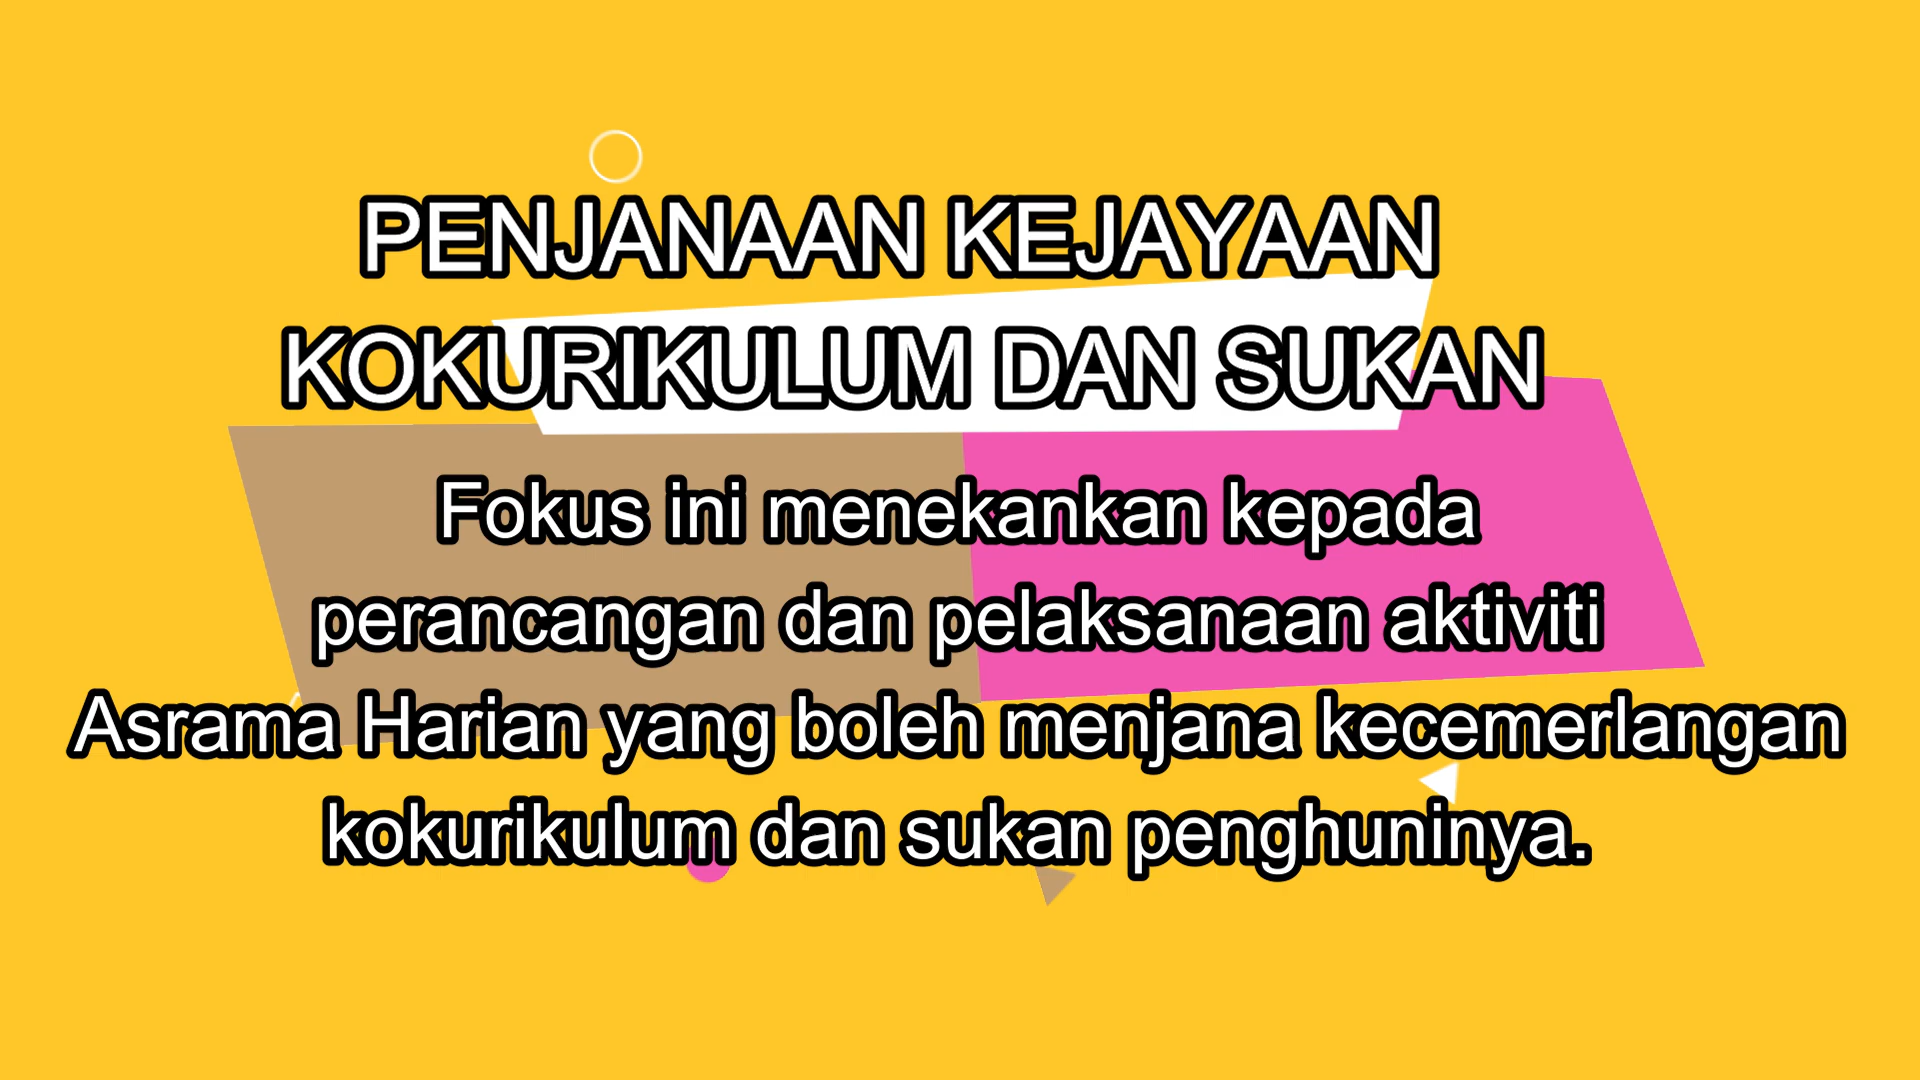 PENJANAAN KEJAYAAN
KOKURIKULUM DAN SUKAN
Fokus ini menekankan kepada
perancangan dan pelaksanaan aktiviti
Asrama Harian yang boleh menjana kecemerlangan
kokurikulum dan sukan penghuninya.